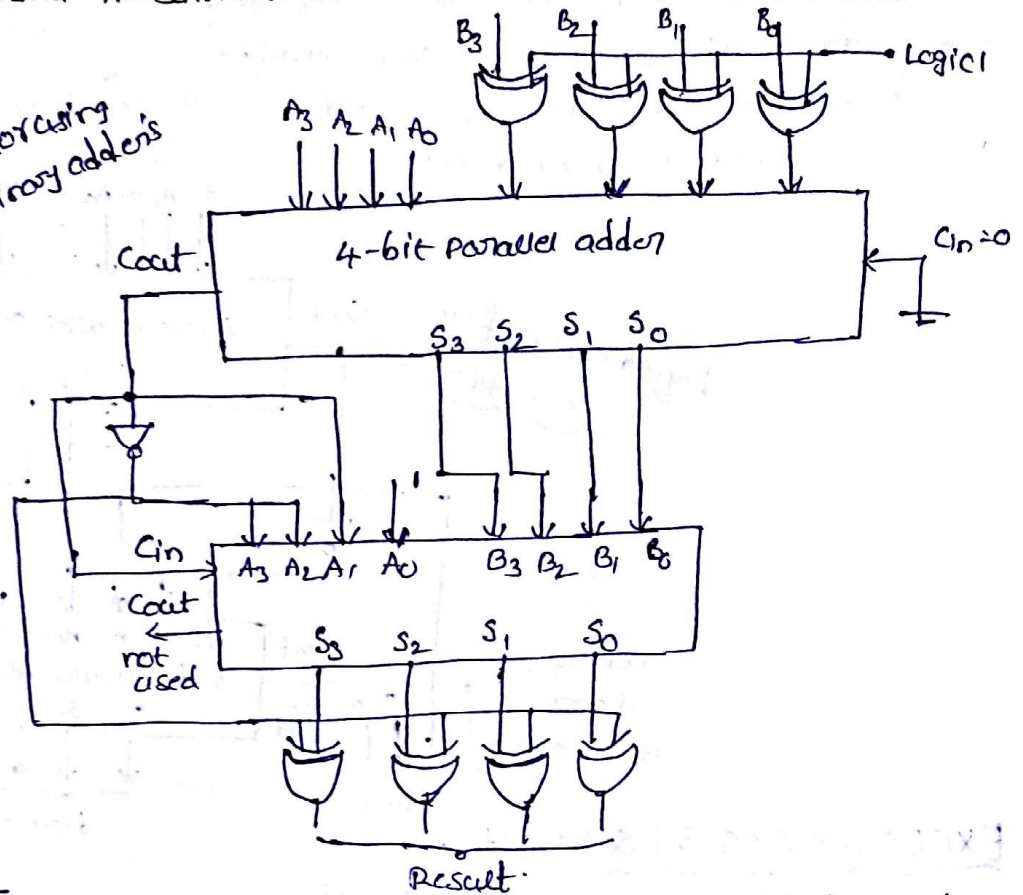 B3 B2 B1 B0
Logic1
A3 A2 A1 A0
adder's
4-bit parallel adder
Cout
Cin=0
S3 S2 S1 S0
1
Cin
A3 A2 A1 A0 B3 B2 B1 B0
Cout
not
used
S3 S2 S1 S0
Result.